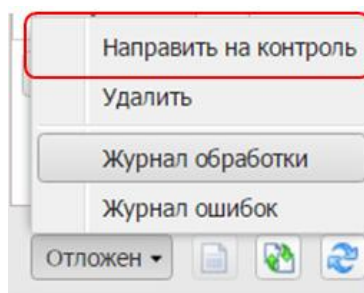 Направить на контроль
Удалить
Журнал обработки
Журнал ошибок
Отложен